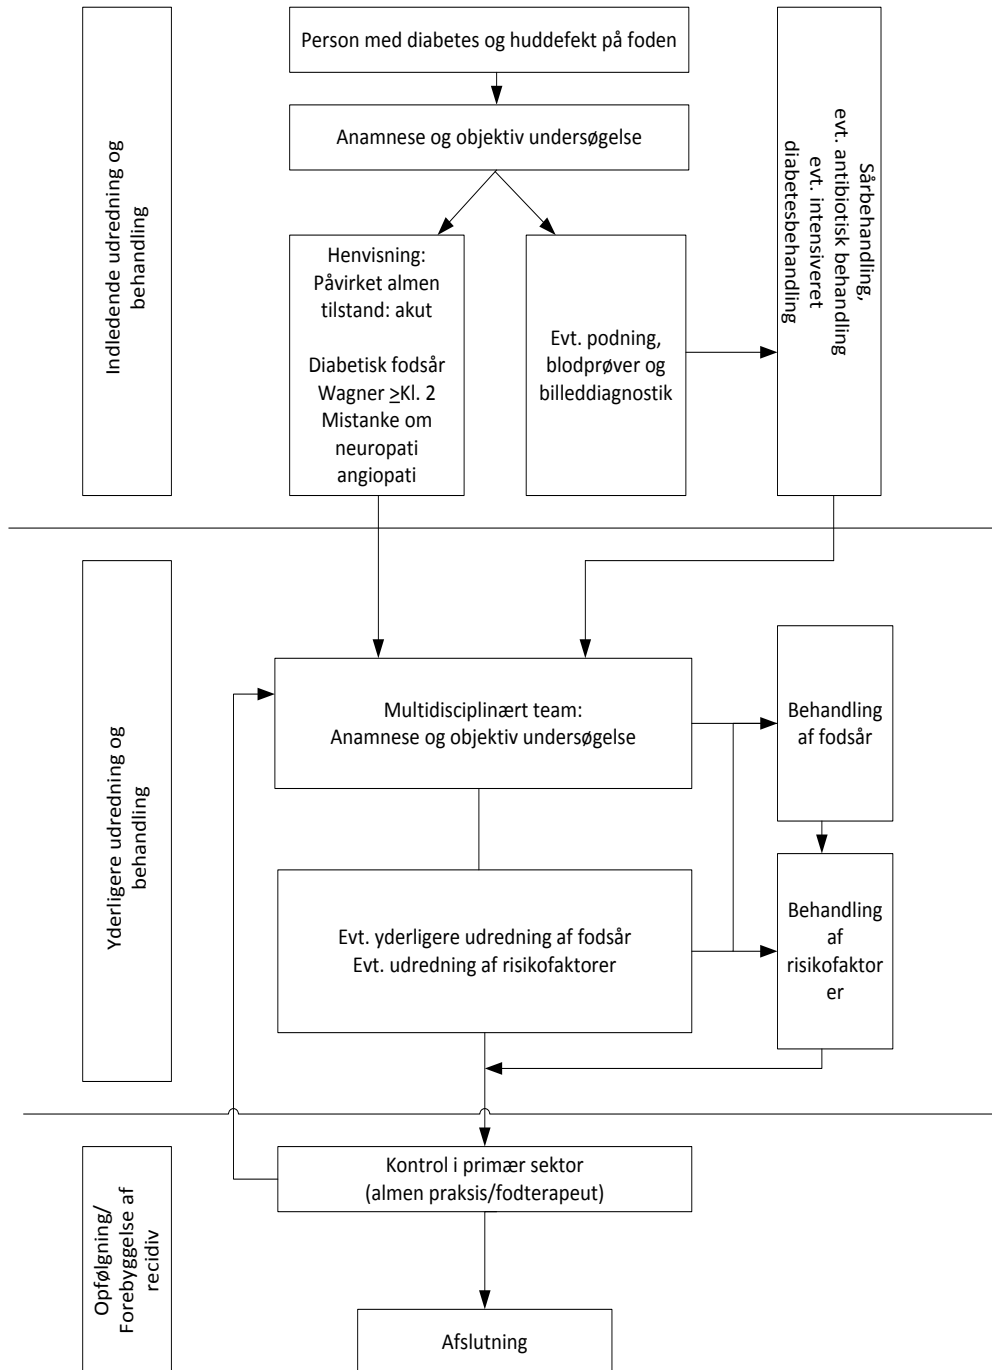 Person med diabetes og huddefekt på foden
Anamnese og objektiv undersøgelse
Indledende udredning og
behandling
Henvisning:
Påvirket almen
tilstand: akut
Diabetisk fodsår
Wagner ≥Kl. 2
Mistanke om
neuropati
angiopati
Evt. podning,
blodprøver og
billeddiagnostik
Sårbehandling,
evt. antibiotisk behandling
evt. intensiveret
diabetesbehandling
Yderligere udredning og
behandling
Multidisciplinært team:
Anamnese og objektiv undersøgelse
Behandling
af fodsår
Evt. yderligere udredning af fodsår
Evt. udredning af risikofaktorer
Behandling
af
risikofaktor
er
Opfølgning/
Forebyggelse af
recidiv
Kontrol i primær sektor
(almen praksis/fodterapeut)
Afslutning